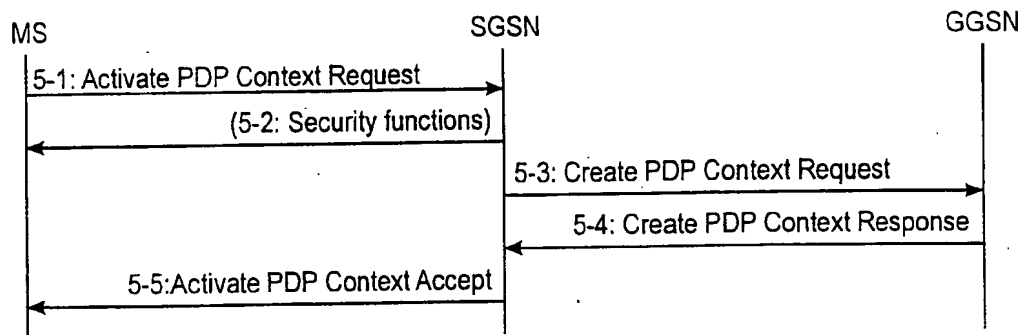 MS
SGSN
GGSN
5-1: Activate PDP Context Request
(5-2: Security functions)
5-3: Create PDP Context Request
5-4: Create PDP Context Response
5-5:Activate PDP Context Accept